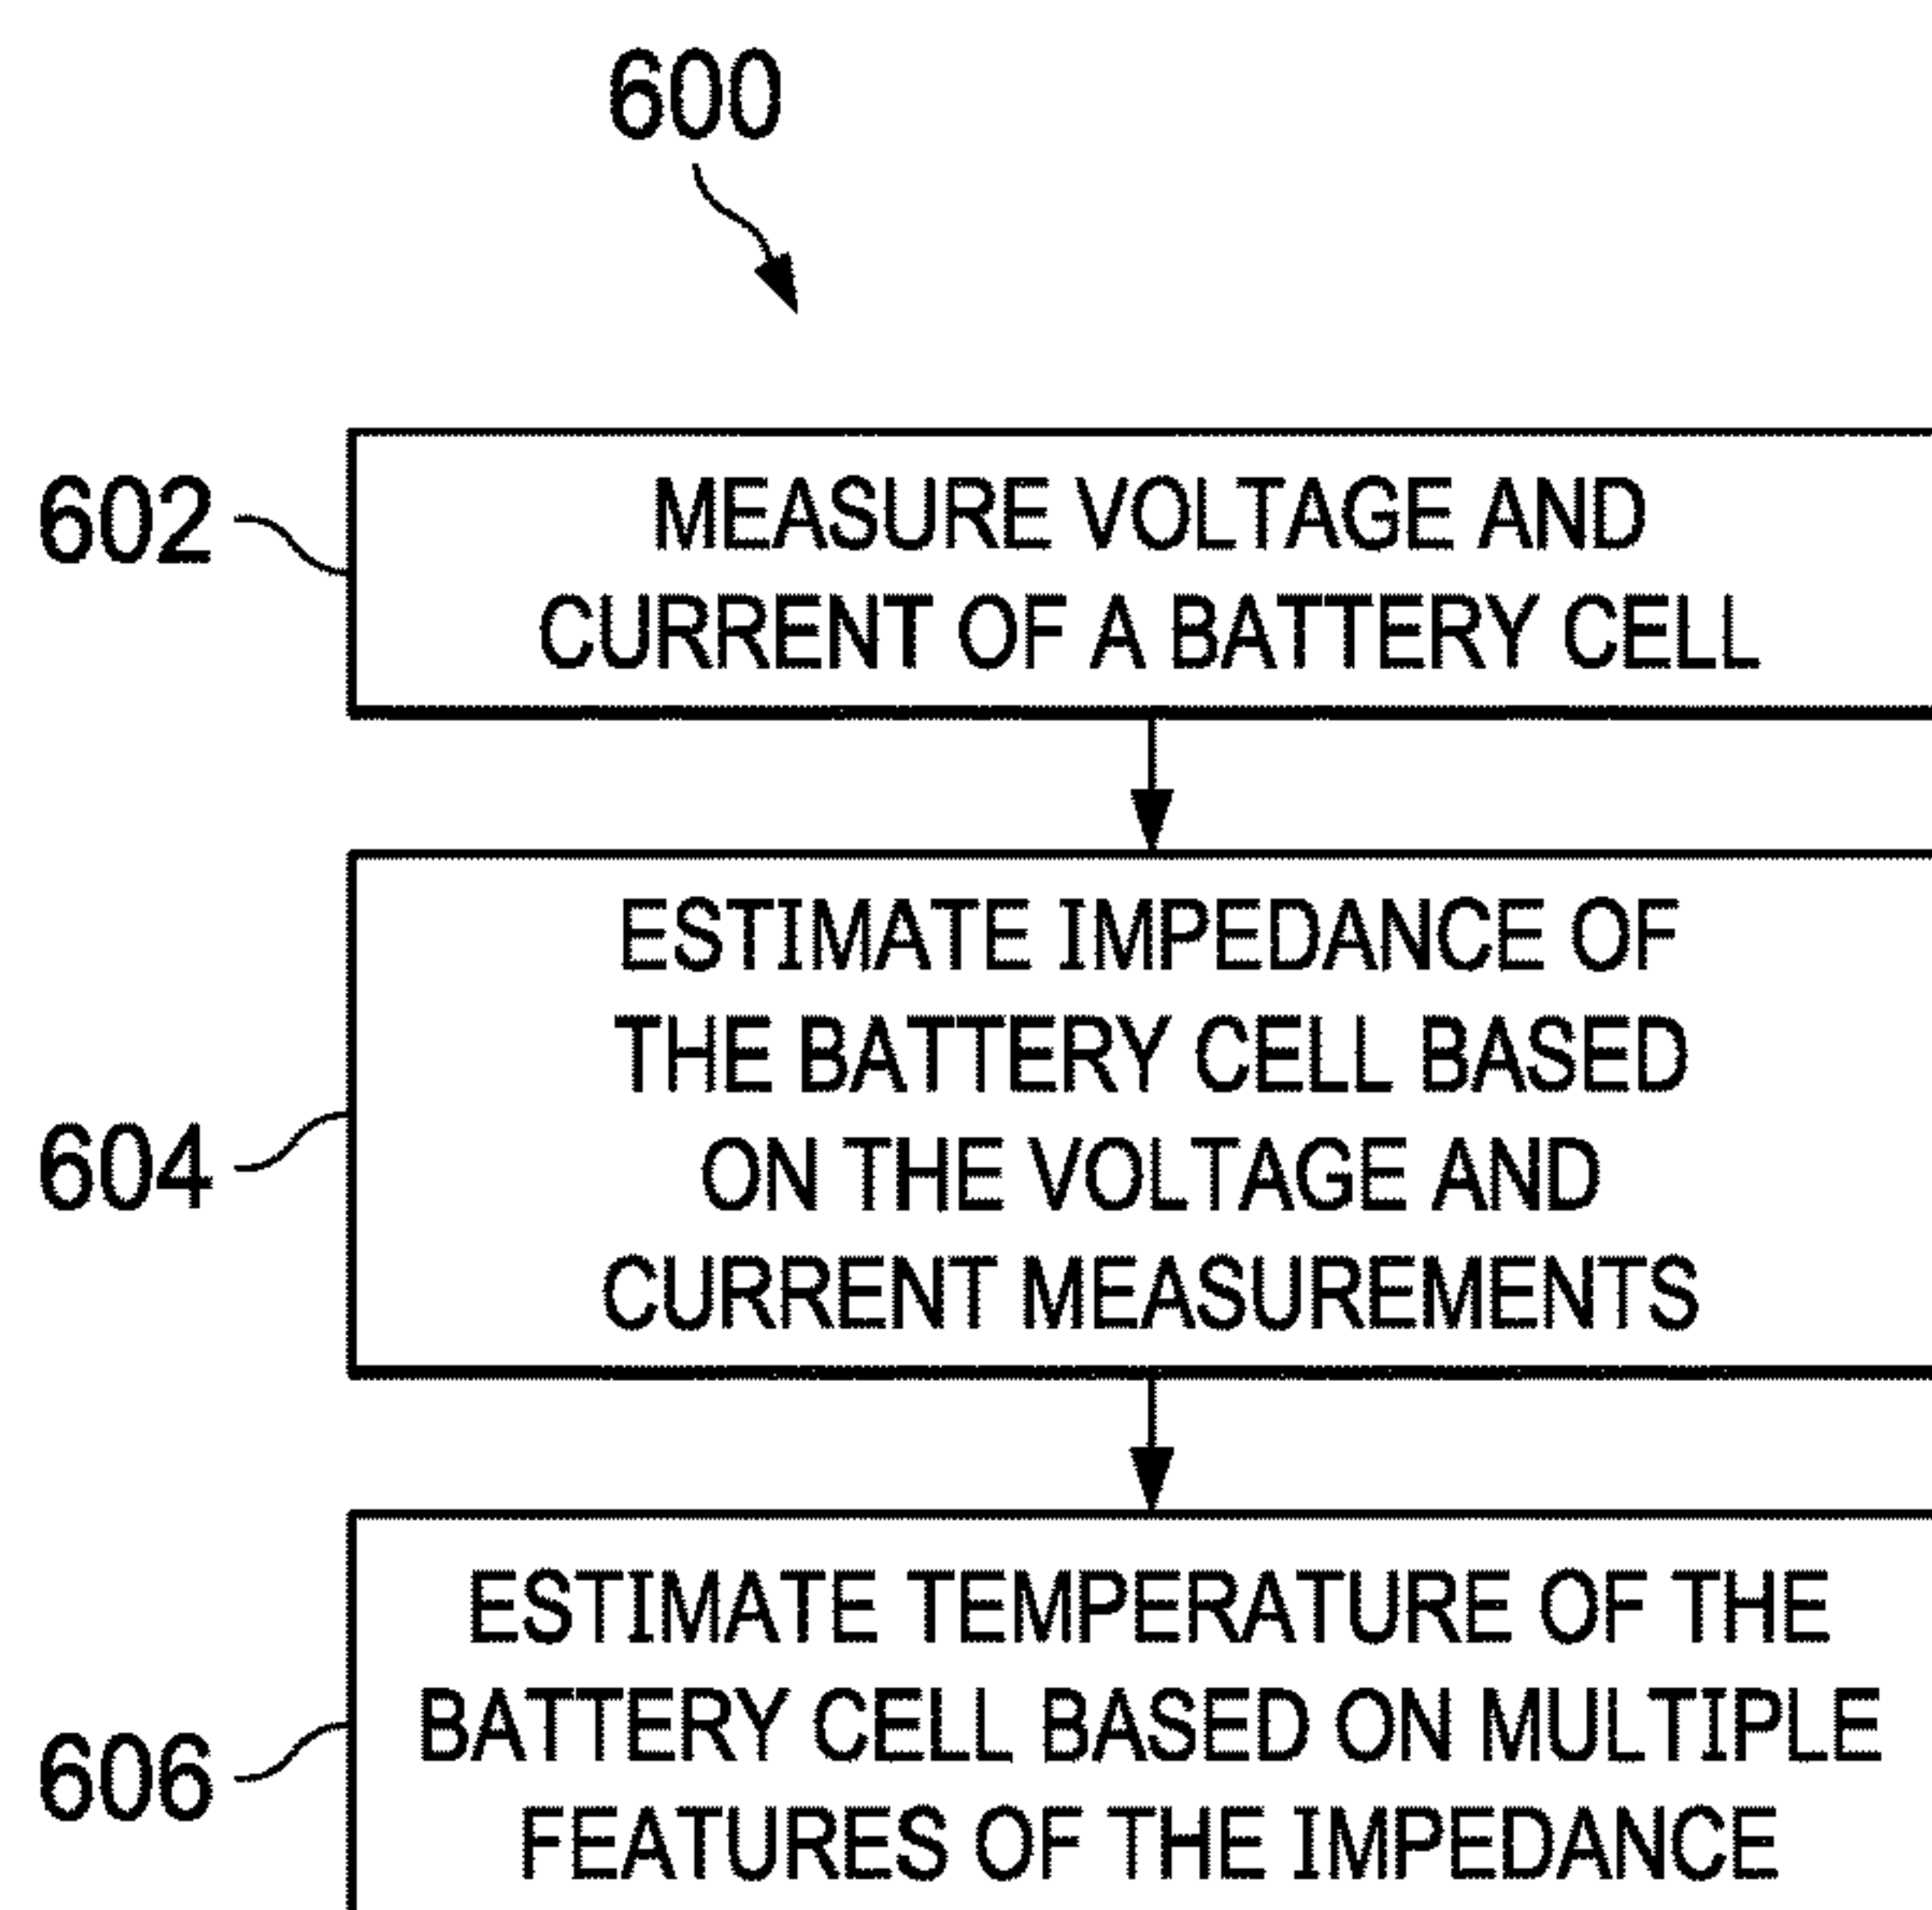 600
602
MEASURE VOLTAGE AND
CURRENT OF A BATTERY CELL
604
ESTIMATE IMPEDANCE OF
THE BATTERY CELL BASED
ON THE VOLTAGE AND
CURRENT MEASUREMENTS
606
ESTIMATE TEMPERATURE OF THE
BATTERY CELL BASED ON MULTIPLE
FEATURES OF THE IMPEDANCE